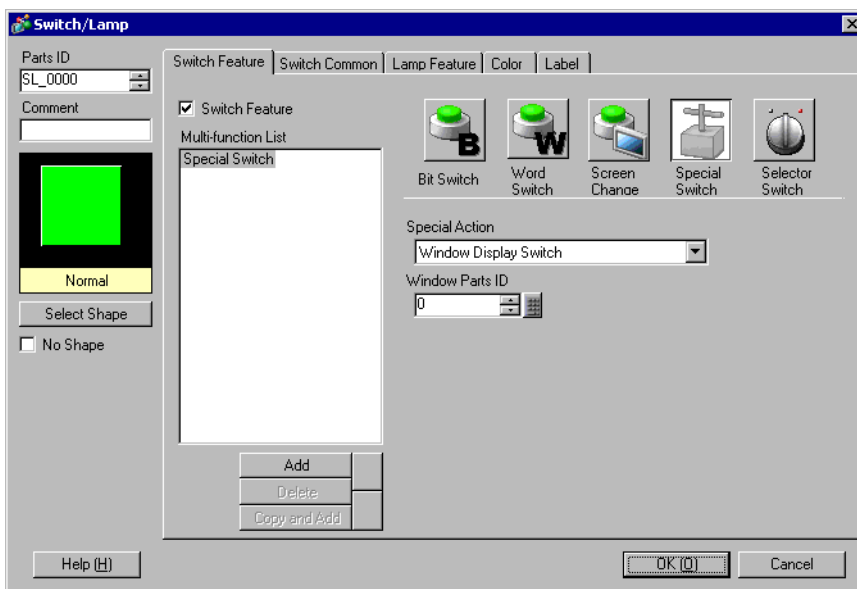 Switch/Lamp
Parts ID
SL_0000
Comment
Normal
Select Shape
No Shape
Switch Feature
Switch Common
Lamp Feature
Color
Label
Switch Feature
Multi-function List
Special Switch
Add
Delete
Copy and Add
B
W
Bit Switch
Word
Switch
Screen
Change
Special
Switch
Selector
Switch
Special Action
Window Display Switch
Window Parts ID
0
Help (H)
OK (O)
Cancel